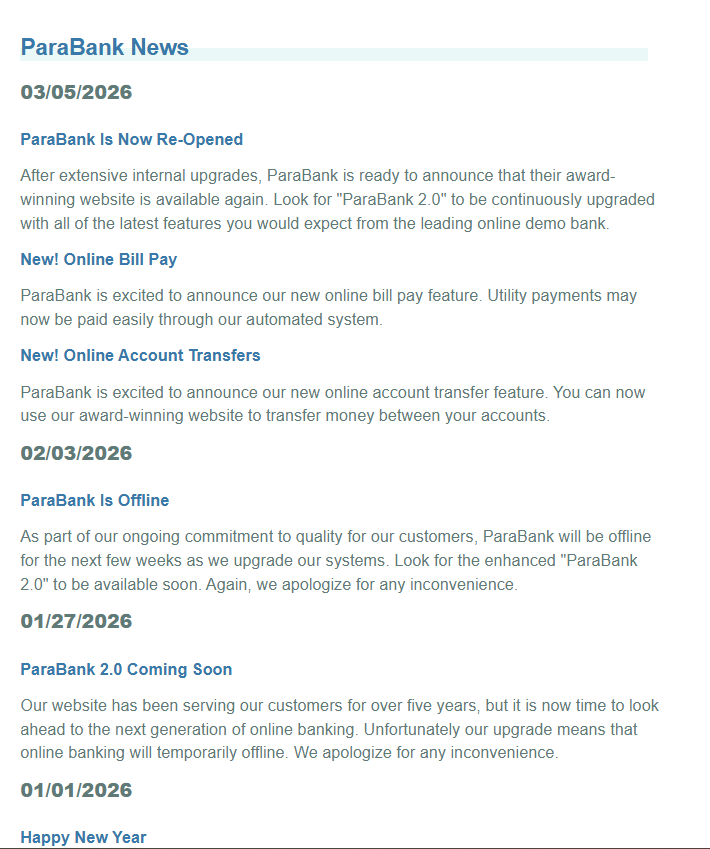 ParaBank News
03/05/2026
ParaBank Is Now Re-Opened
After extensive internal upgrades, ParaBank is ready to announce that their award-
winning website is available again. Look for "ParaBank 2.0" to be continuously upgraded
with all of the latest features you would expect from the leading online demo bank.
New! Online Bill Pay
ParaBank is excited to announce our new online bill pay feature. Utility payments may
now be paid easily through our automated system.
New! Online Account Transfers
ParaBank is excited to announce our new online account transfer feature. You can now
use our award-winning website to transfer money between your accounts.
02/03/2026
ParaBank Is Offline
As part of our ongoing commitment to quality for our customers, ParaBank will be offline
for the next few weeks as we upgrade our systems. Look for the enhanced "ParaBank
2.0" to be available soon. Again, we apologize for any inconvenience.
01/27/2026
ParaBank 2.0 Coming Soon
Our website has been serving our customers for over five years, but it is now time to look
ahead to the next generation of online banking. Unfortunately our upgrade means that
online banking will temporarily offline. We apologize for any inconvenience.
01/01/2026
Happy New Year